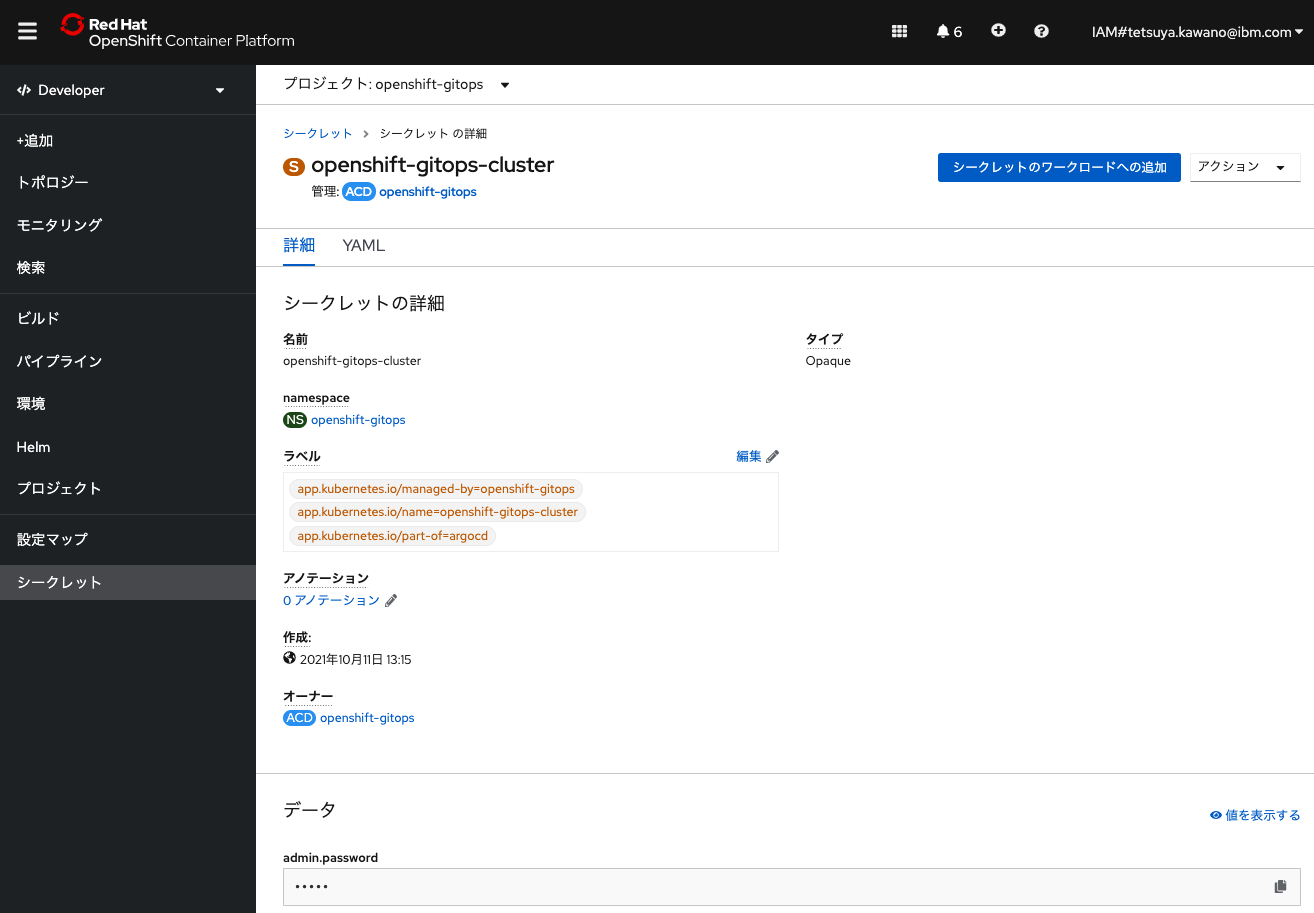 Red Hat
OpenShift Container Platform
6
IAM#tetsuya.kawano@ibm.com
Developer
+追加
トポロジー
モニタリング
検索
ビルド
パイプライン
環境
Helm
プロジェクト
設定マップ
シークレット
プロジェクト: openshift-gitops
シークレット > シークレット の詳細
S openshift-gitops-cluster
管理: ACD openshift-gitops
シークレットのワークロードへの追加
アクション
詳細 YAML
シークレットの詳細
名前
openshift-gitops-cluster
タイプ
Opaque
namespace
NS openshift-gitops
ラベル 編集
app.kubernetes.io/managed-by=openshift-gitops
app.kubernetes.io/name=openshift-gitops-cluster
app.kubernetes.io/part-of=argocd
アノテーション
0 アノテーション
作成:
2021年10月11日 13:15
オーナー
ACD openshift-gitops
データ
値を表示する
admin.password
•••••